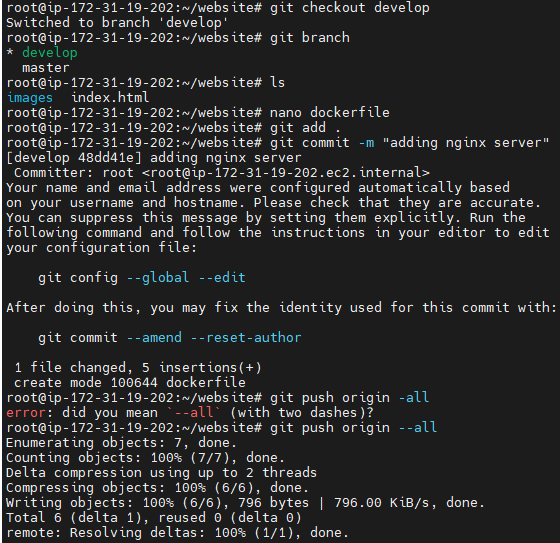 root@ip-172-31-19-202:~/website# git checkout develop
Switched to branch 'develop'
root@ip-172-31-19-202:~/website# git branch
* develop
  master
root@ip-172-31-19-202:~/website# ls
images  index.html
root@ip-172-31-19-202:~/website# nano dockerfile
root@ip-172-31-19-202:~/website# git add .
root@ip-172-31-19-202:~/website# git commit -m "adding nginx server"
[develop 48dd41e] adding nginx server
 Committer: root <root@ip-172-31-19-202.ec2.internal>
Your name and email address were configured automatically based
on your username and hostname. Please check that they are accurate.
You can suppress this message by setting them explicitly. Run the
following command and follow the instructions in your editor to edit
your configuration file:

    git config --global --edit

After doing this, you may fix the identity used for this commit with:

    git commit --amend --reset-author

 1 file changed, 5 insertions(+)
 create mode 100644 dockerfile
root@ip-172-31-19-202:~/website# git push origin -all
error: did you mean `--all` (with two dashes)?
root@ip-172-31-19-202:~/website# git push origin --all
Enumerating objects: 7, done.
Counting objects: 100% (7/7), done.
Delta compression using up to 2 threads
Compressing objects: 100% (6/6), done.
Writing objects: 100% (6/6), 796 bytes | 796.00 KiB/s, done.
Total 6 (delta 1), reused 0 (delta 0)
remote: Resolving deltas: 100% (1/1), done.